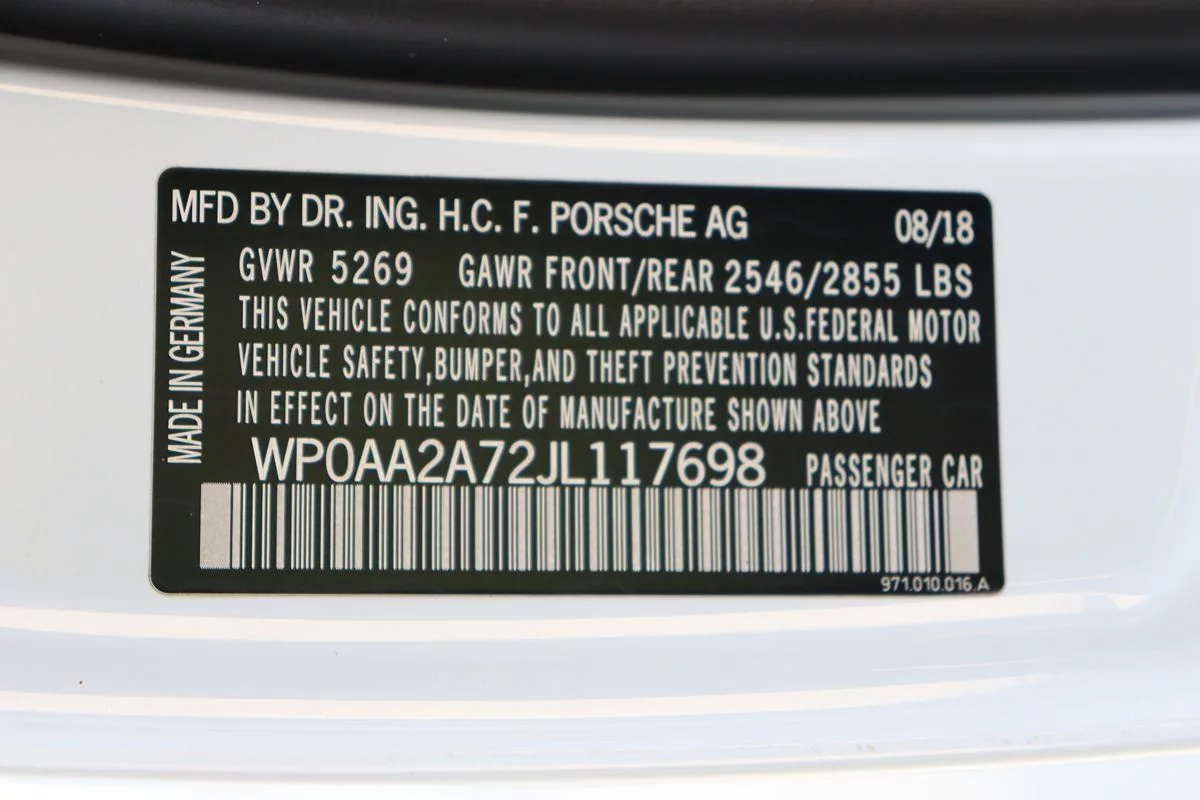 MFD BY DR. ING. H.C. F. PORSCHE AG 08/18
GVWR 5269 GAWR FRONT/REAR 2546/2855 LBS
THIS VEHICLE CONFORMS TO ALL APPLICABLE U.S.FEDERAL MOTOR
VEHICLE SAFETY,BUMPER,AND THEFT PREVENTION STANDARDS
IN EFFECT ON THE DATE OF MANUFACTURE SHOWN ABOVE
MADE IN GERMANY
WP0AA2A72JL117698 PASSENGER CAR
971.010.016.A